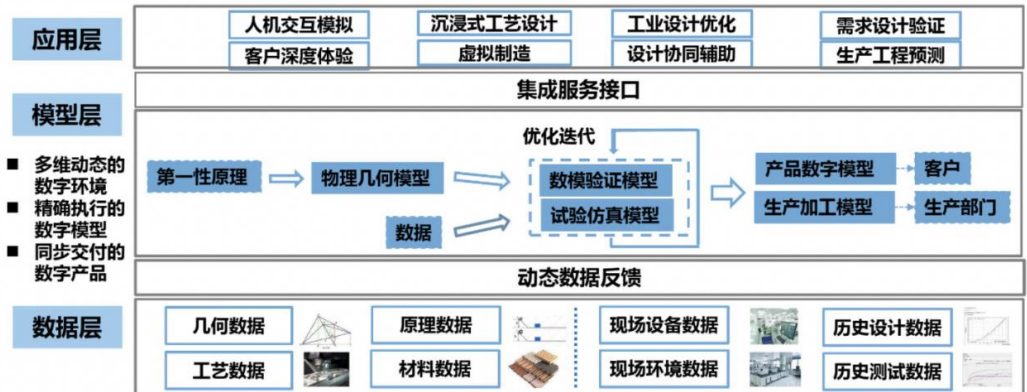 应用层
人机交互模拟
沉浸式工艺设计
工业设计优化
需求设计验证
客户深度体验
虚拟制造
设计协同辅助
生产工程预测
集成服务接口
模型层
■ 多维动态的
数字环境
■ 精确执行的
数字模型
■ 同步交付的
数字产品
优化迭代
第一性原理
物理几何模型
数据
数模验证模型
试验仿真模型
产品数字模型
客户
生产加工模型
生产部门
动态数据反馈
数据层
几何数据
原理数据
现场设备数据
历史设计数据
工艺数据
材料数据
现场环境数据
历史测试数据